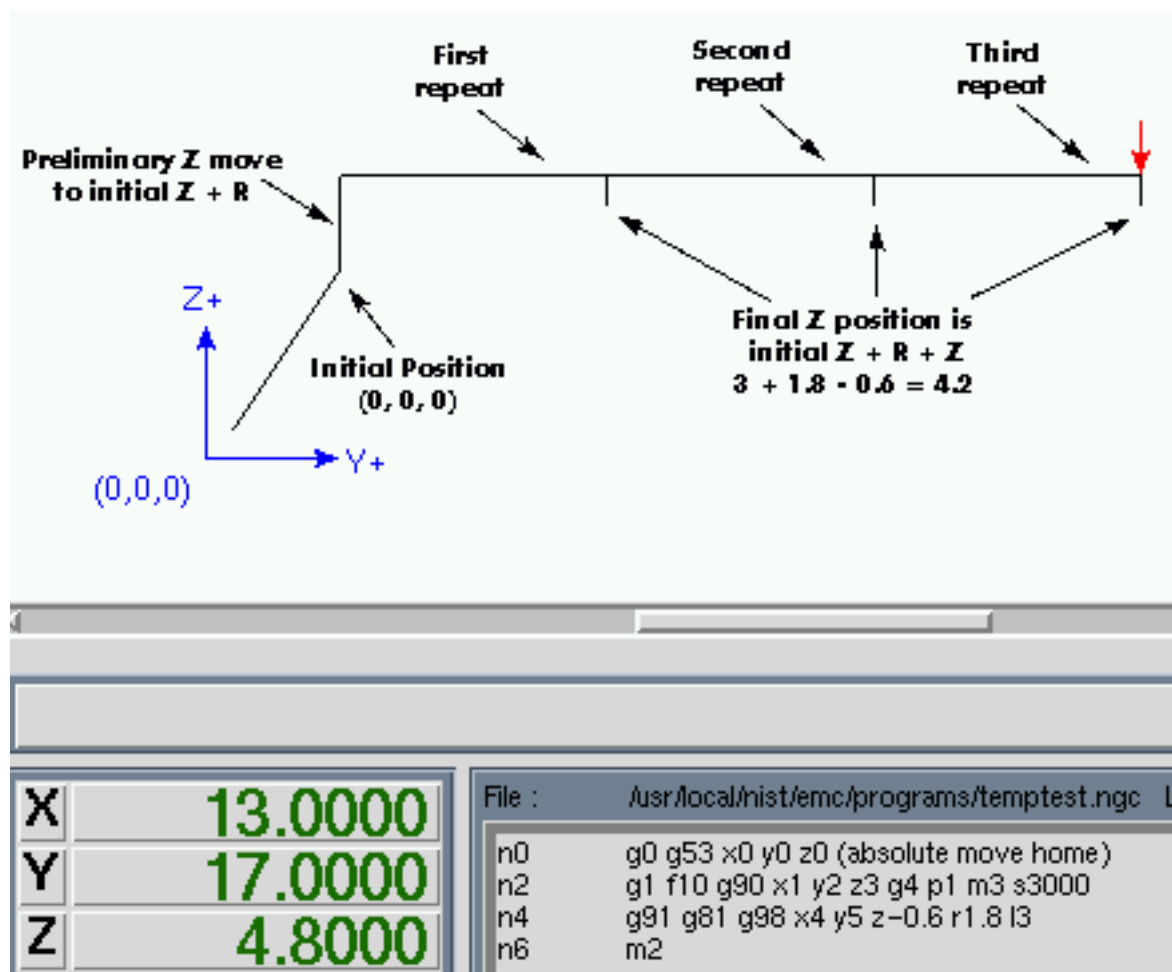 First
repeat
Second
repeat
Third
repeat
Preliminary Z move
to initial Z + R
Z+
Initial Position
(0, 0, 0)
Final Z position is
initial Z + R + Z
3 + 1.8 - 0.6 = 4.2
Y+
(0,0,0)
X 13.0000
Y 17.0000
Z 4.8000
File : /usr/local/nist/emc/programs/temptest.ngc
n0 g0 g53 x0 y0 z0 (absolute move home)
n2 g1 f10 g90 x1 y2 z3 g4 p1 m3 s3000
n4 g91 g81 g98 x4 y5 z-0.6 r1.8 l3
n6 m2